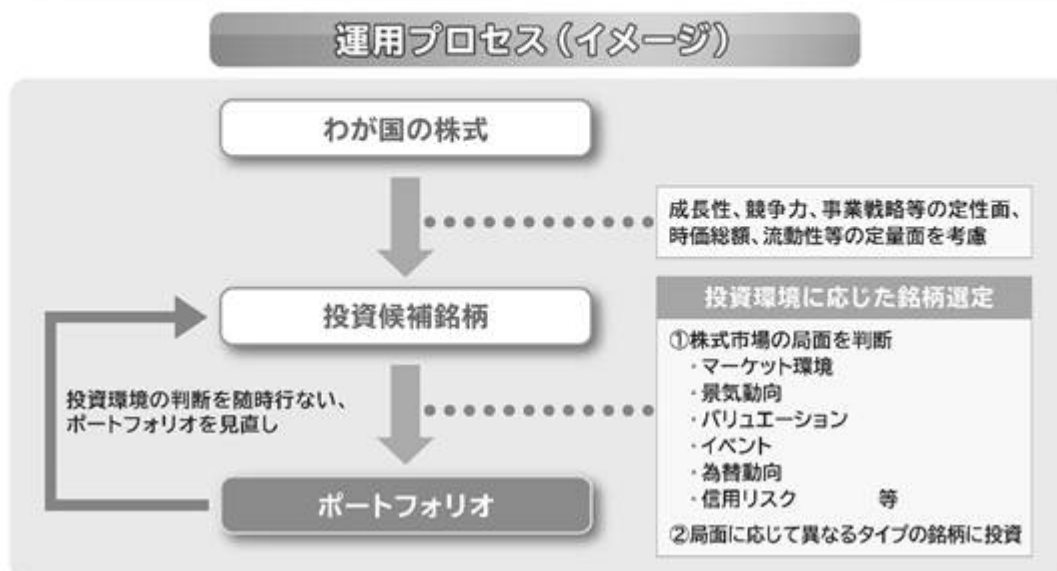 運用プロセス(イメージ)
わが国の株式
成長性、競争力、事業戦略等の定性面、
時価総額、流動性等の定量面を考慮
投資候補銘柄
投資環境に応じた銘柄選定
①株式市場の局面を判断
・マーケット環境
・景気動向
・バリュエーション
・イベント
・為替動向
・信用リスク 等
②局面に応じて異なるタイプの銘柄に投資
投資環境の判断を随時行ない、
ポートフォリオを見直し
ポートフォリオ